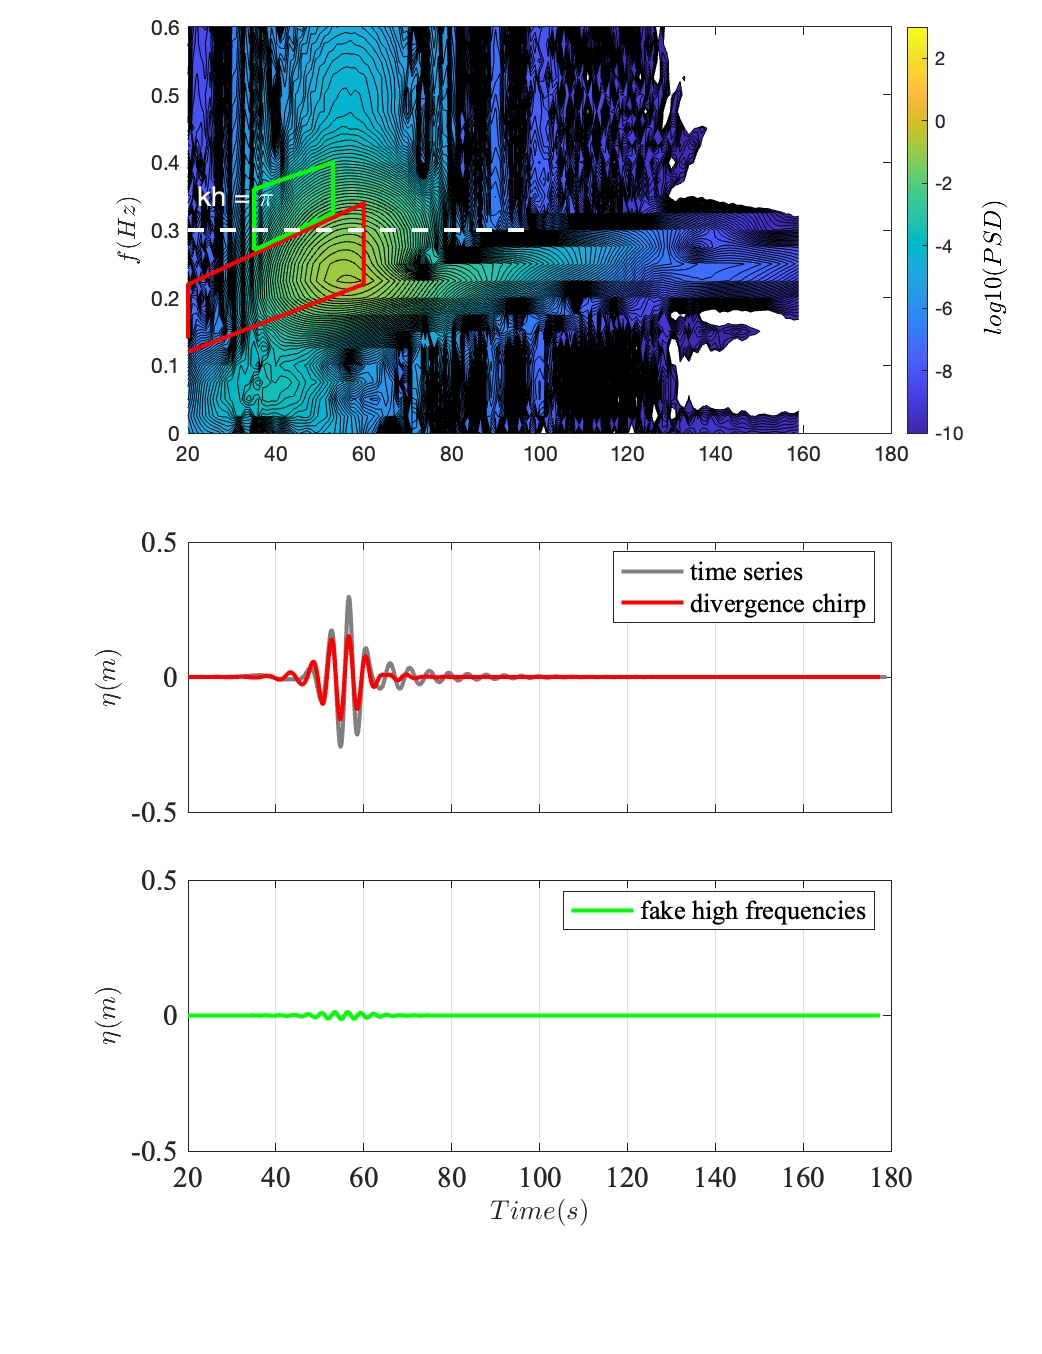 0.6
0.5
0.4
0.3
0.2
0.1
0
f(Hz)
kh = π
20 40 60 80 100 120 140 160 180
2
0
-2
-4
-6
-8
-10
log10(PSD)
0.5
0
-0.5
η(m)
time series
divergence chirp
0.5
0
-0.5
η(m)
fake high frequencies
20 40 60 80 100 120 140 160 180
Time(s)